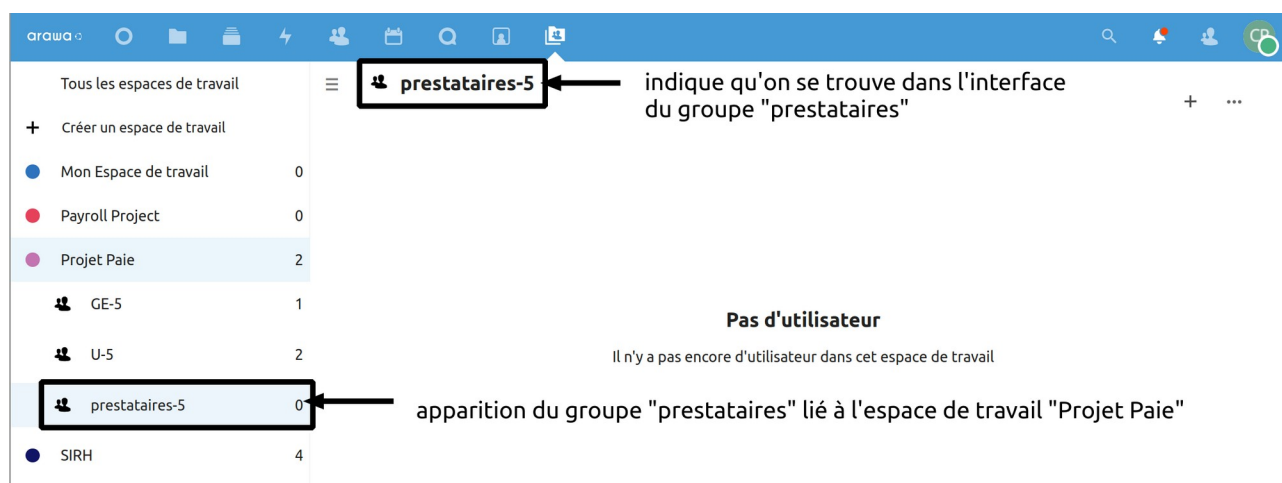 arawa
CP
Tous les espaces de travail
prestataires-5
indique qu'on se trouve dans l'interface
du groupe "prestataires"
+ Créer un espace de travail
Mon Espace de travail 0
Payroll Project 0
Projet Paie 2
GE-5 1
Pas d'utilisateur
U-5 2
Il n'y a pas encore d'utilisateur dans cet espace de travail
prestataires-5 0
apparition du groupe "prestataires" lié à l'espace de travail "Projet Paie"
SIRH 4